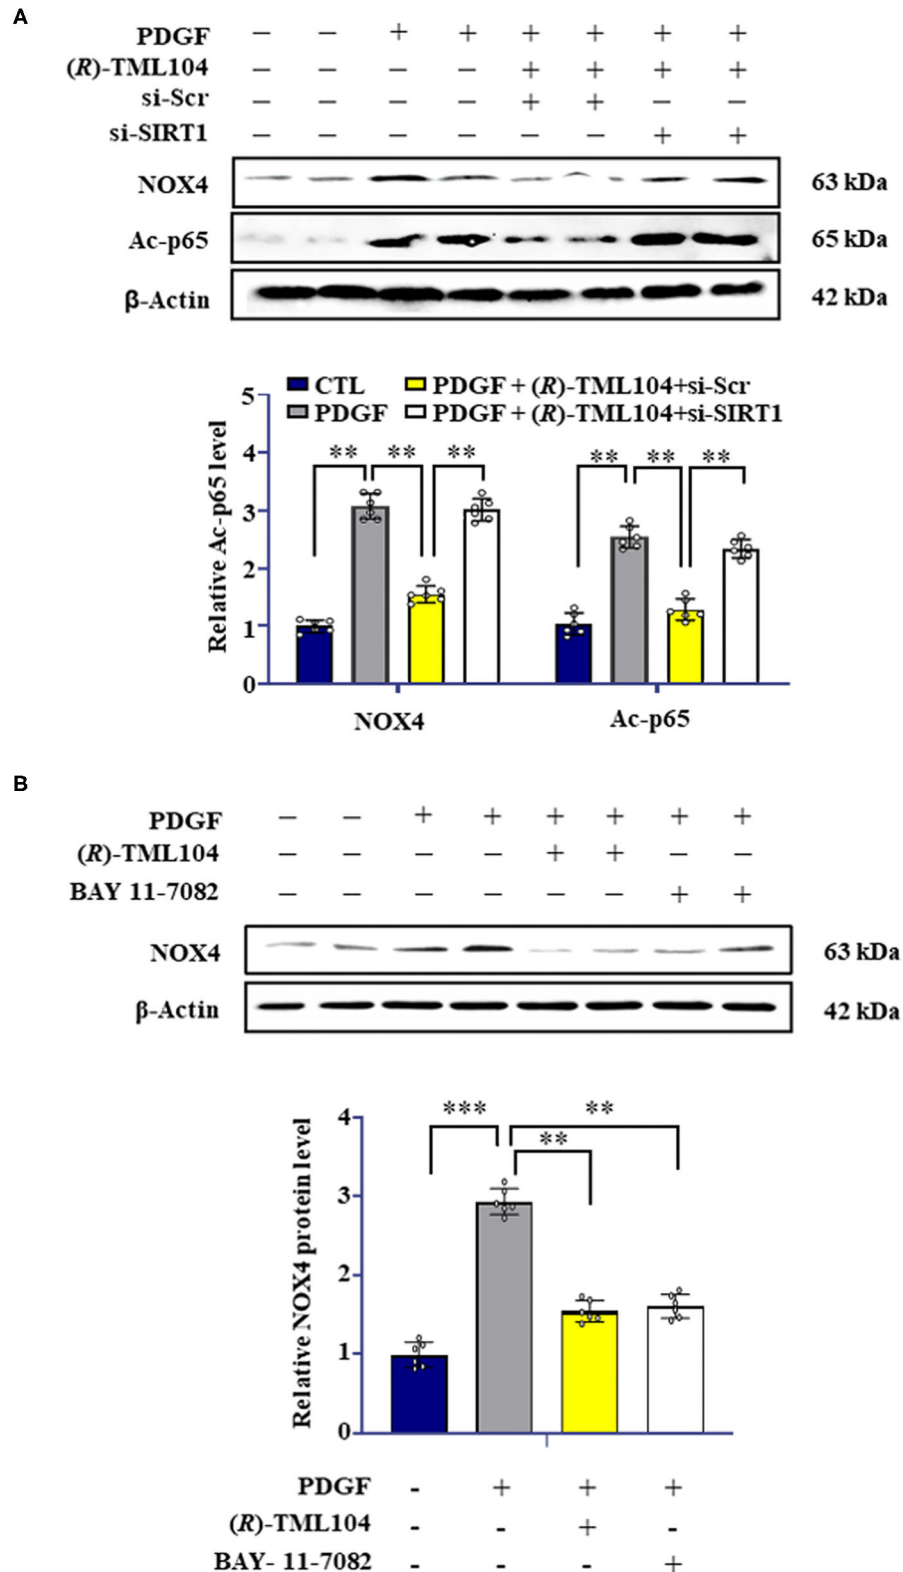 A
PDGF − − + + + + + +
(R)-TML104 − − − − + + + +
si-Scr − − − − + + − −
si-SIRT1 − − − − − − + +
NOX4 63 kDa
Ac-p65 65 kDa
β-Actin 42 kDa
CTL PDGF + (R)-TML104+si-Scr
PDGF PDGF + (R)-TML104+si-SIRT1
Relative Ac-p65 level
5
4
3
2
1
0
** ** ** ** ** **
NOX4 Ac-p65
B
PDGF − − + + + + + +
(R)-TML104 − − − − + + − −
BAY 11-7082 − − − − − − + +
NOX4 63 kDa
β-Actin 42 kDa
Relative NOX4 protein level
4
3
2
1
0
*** **
**
PDGF - + + +
(R)-TML104 - - + -
BAY- 11-7082 - - - +